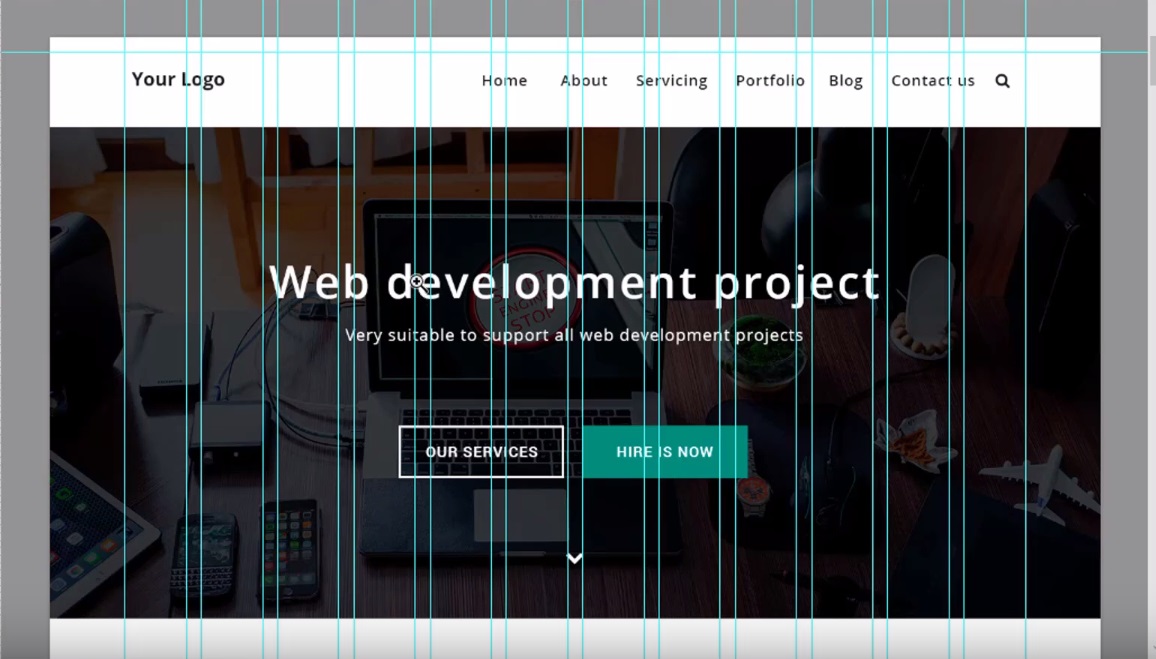 Your Logo Home About Servicing Portfolio Blog Contact us
Web development project
STOP
Very suitable to support all web development projects
OUR SERVICES HIRE IS NOW